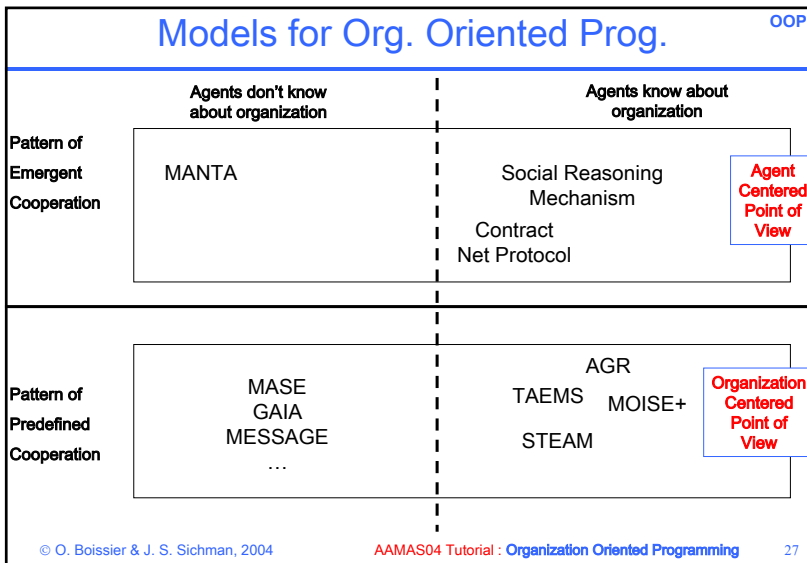 Models for Org. Oriented Prog.
OOP
Agents don't know
about organization
Agents know about
organization
Pattern of
Emergent
Cooperation
MANTA
Social Reasoning
Mechanism
Contract
Net Protocol
Agent
Centered
Point of
View
Pattern of
Predefined
Cooperation
MASE
GAIA
MESSAGE
…
AGR
TAEMS
MOISE+
STEAM
Organization
Centered
Point of
View
© O. Boissier & J. S. Sichman, 2004
AAMAS04 Tutorial : Organization Oriented Programming
27